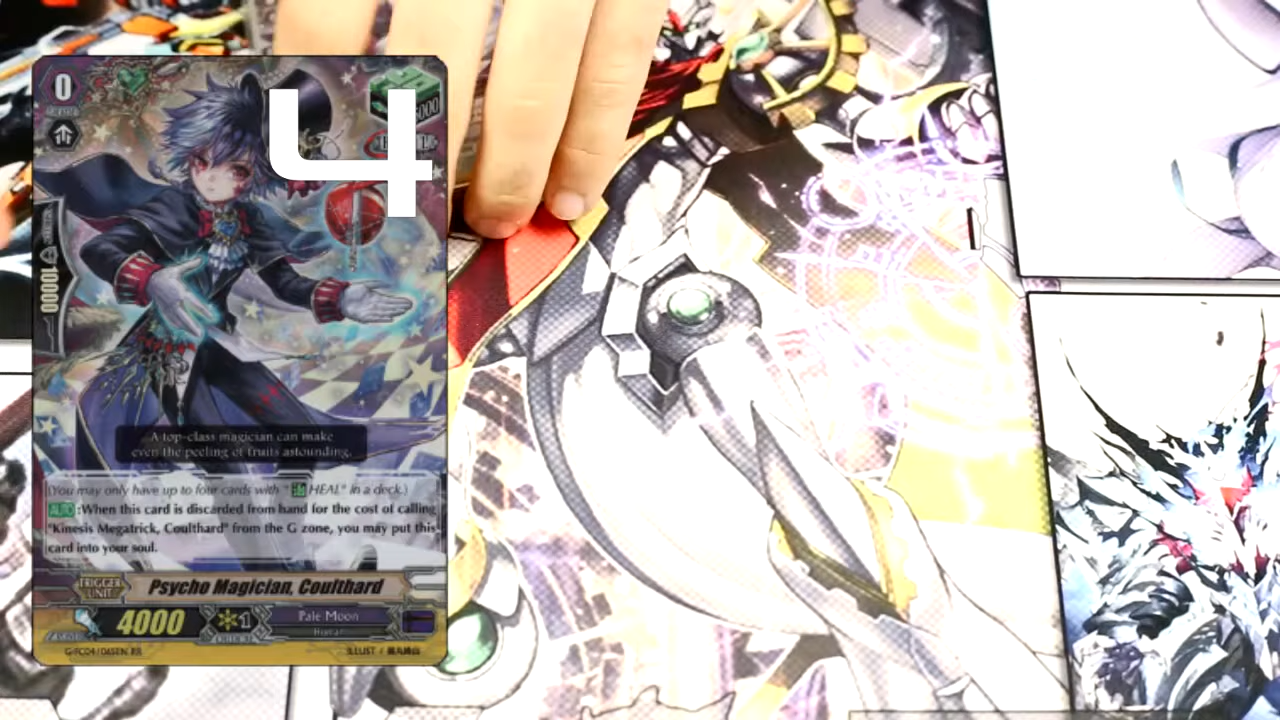 0
4
10000
A top-class magician can make
even the peeling of fruits astounding.
(You may only have up to four cards with "HEAL" in a deck.)
AUTO :When this card is discarded from hand for the cost of calling
"Kinesis Megatrick, Coulthard" from the G zone, you may put this
card into your soul.
TRIGGER
UNIT
Psycho Magician, Coulthard
4000
1
Pale Moon
Human
G-FC04/045EN RR
ILLUST /